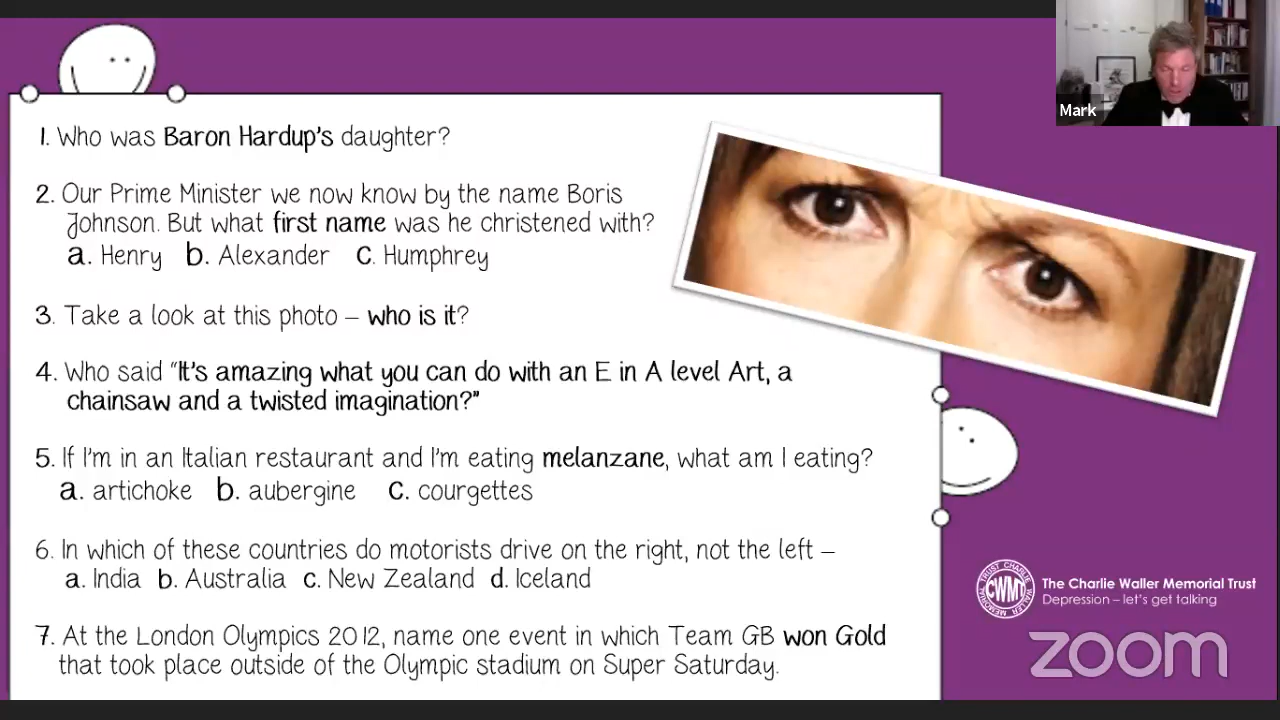 Mark
1. Who was Baron Hardup's daughter?
2. Our Prime Minister we now know by the name Boris
Johnson. But what first name was he christened with?
a. Henry b. Alexander c. Humphrey
3. Take a look at this photo – who is it?
4. Who said "It's amazing what you can do with an E in A level Art, a
chainsaw and a twisted imagination?"
5. If I'm in an Italian restaurant and I'm eating melanzane, what am I eating?
a. artichoke b. aubergine c. courgettes
6. In which of these countries do motorists drive on the right, not the left –
a. India b. Australia c. New Zealand d. Iceland
7. At the London Olympics 2012, name one event in which Team GB won Gold
that took place outside of the Olympic stadium on Super Saturday.
TRUST CHARLIE WALLER MEMORIAL
CWMT
The Charlie Waller Memorial Trust
Depression – let's get talking
zoom